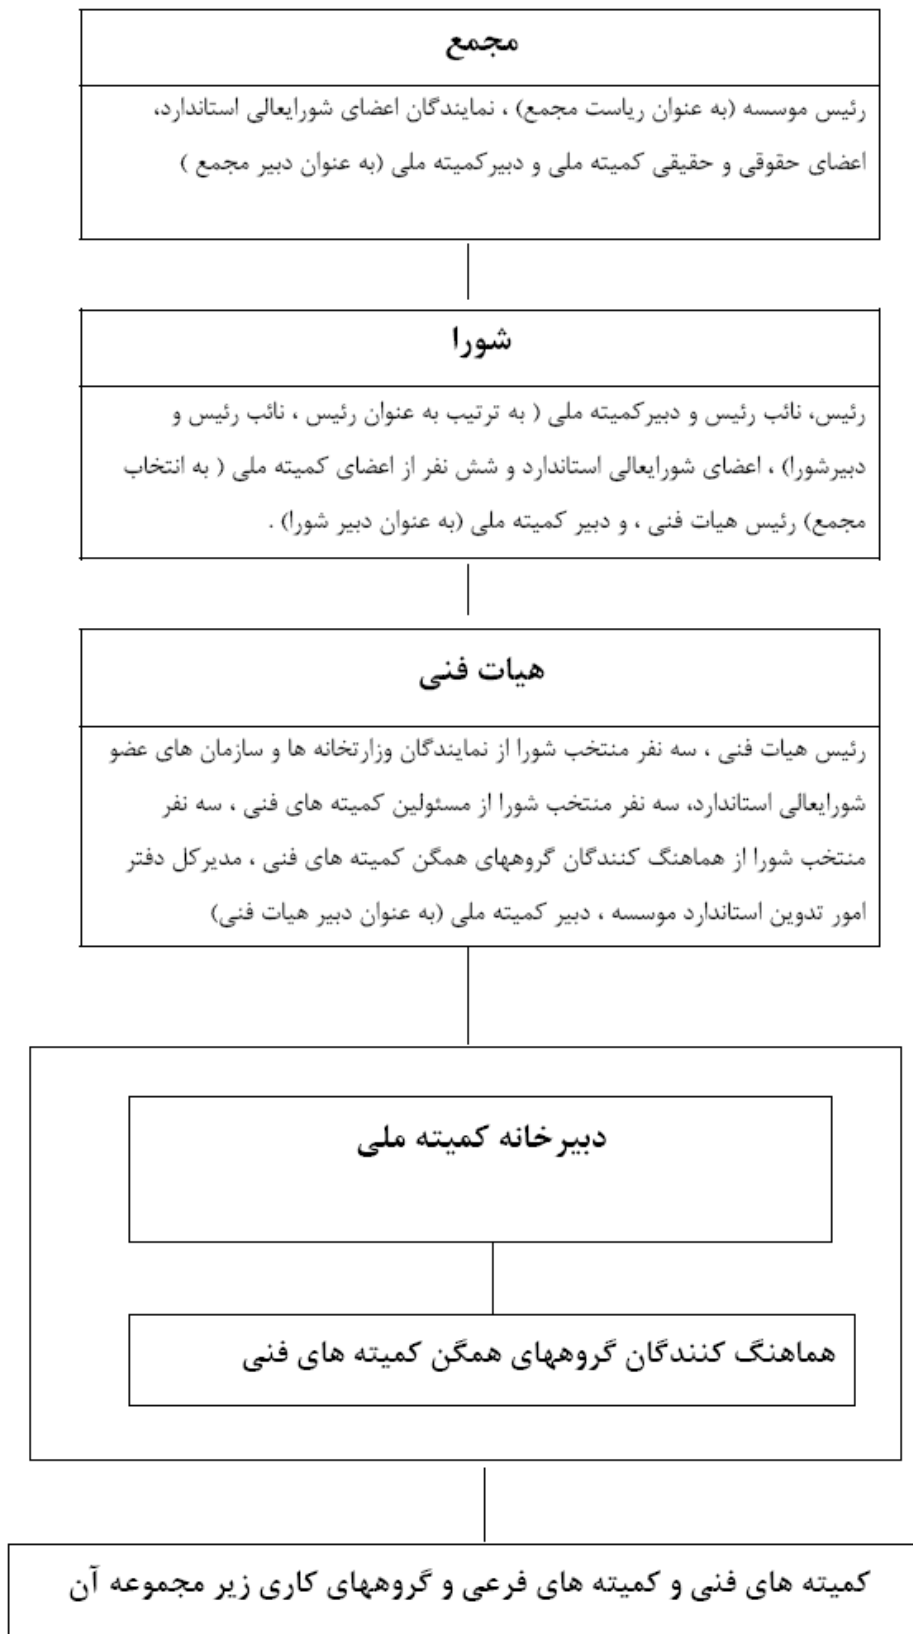 مجمع
رئیس موسسه (به عنوان ریاست مجمع) ، نمایندگان اعضای شورایعالی استاندارد،
اعضای حقوقی و حقیقی کمیته ملی و دبیرکمیته ملی (به عنوان دبیر مجمع )
شورا
رئیس، نائب رئیس و دبیرکمیته ملی ( به ترتیب به عنوان رئیس ، نائب رئیس و
دبیرشورا) ، اعضای شورایعالی استاندارد و شش نفر از اعضای کمیته ملی ( به انتخاب
مجمع) رئیس هیات فنی ، و دبیر کمیته ملی (به عنوان دبیر شورا) .
هیات فنی
رئیس هیات فنی ، سه نفر منتخب شورا از نمایندگان وزارتخانه ها و سازمان های عضو
شورایعالی استاندارد، سه نفر منتخب شورا از مسئولین کمیته های فنی ، سه نفر
منتخب شورا از هماهنگ کنندگان گروههای همگن کمیته های فنی ، مدیرکل دفتر
امور تدوین استاندارد موسسه ، دبیر کمیته ملی (به عنوان دبیر هیات فنی)
دبیرخانه کمیته ملی
هماهنگ کنندگان گروههای همگن کمیته های فنی
کمیته های فنی و کمیته های فرعی و گروههای کاری زیر مجموعه آن